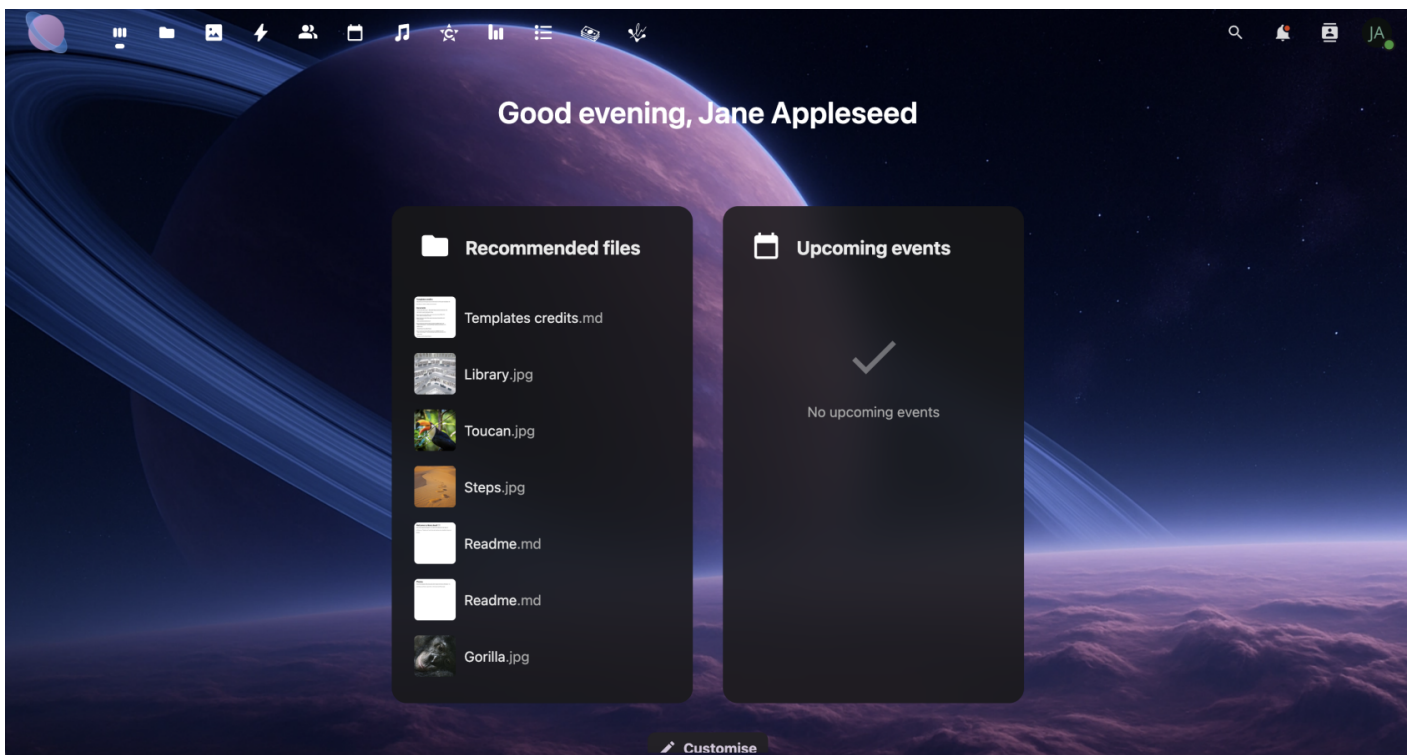 JA
Good evening, Jane Appleseed
Recommended files
Templates credits.md
Library.jpg
Toucan.jpg
Steps.jpg
Readme.md
Readme.md
Gorilla.jpg
Upcoming events
No upcoming events
Customise